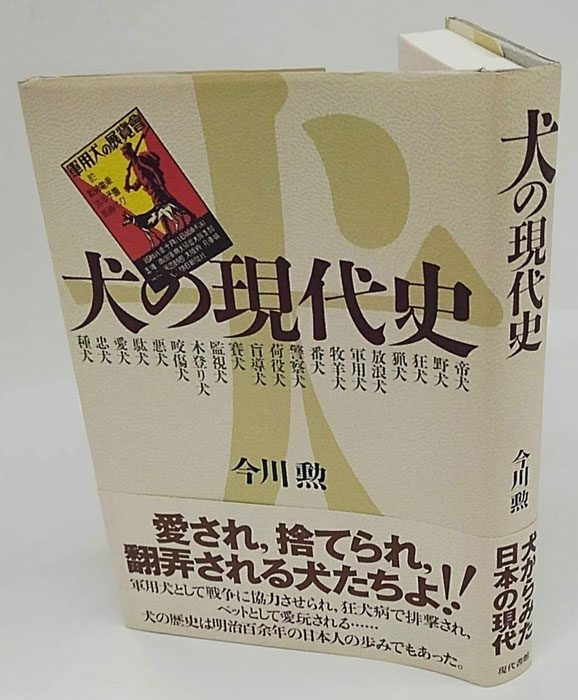 軍用犬の展覧會
犬の現代史
帝犬
野犬
狂犬
猟犬
放浪犬
軍用犬
牧羊犬
番犬
警察犬
荷役犬
盲導犬
賽犬
監視犬
木登り犬
咬傷犬
悪犬
駄犬
愛犬
忠犬
種犬
今川 勲
愛され,捨てられ,
翻弄される犬たちよ!!
軍用犬として戦争に協力させられ,狂犬病で排撃され,
ペットとして愛玩される……
犬の歴史は明治百余年の日本人の歩みでもあった。
犬の現代史
今川 勲
犬からみた
日本の現代
現代書館